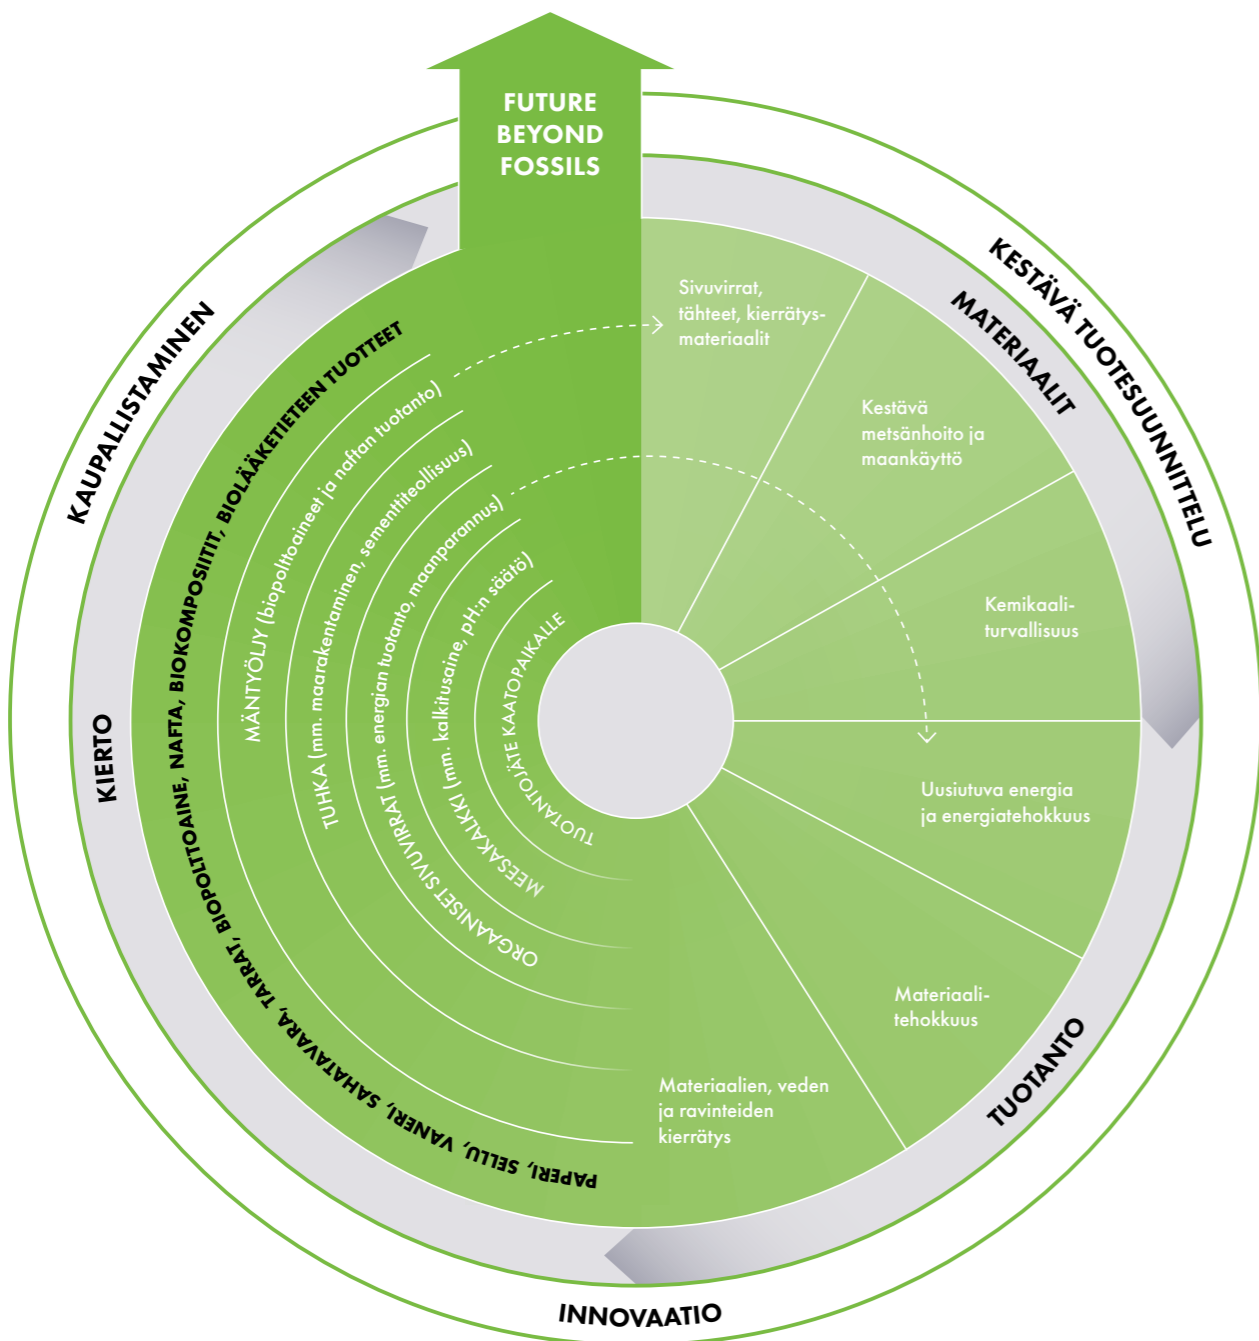 FUTURE
BEYOND
FOSSILS
KESTÄVÄ TUOTESUUNNITTELU
MATERIAALIT
Sivuvirrat,
tähteet, kierrätys-
materiaalit
Kestävä
metsänhoito ja
maankäyttö
Kemikaali-
turvallisuus
Uusiutuva energia
ja energiatehokkuus
Materiaali-
tehokkuus
Materiaalien, veden
ja ravinteiden
kierrätys
TUOTANTO
INNOVAATIO
KIERTO
KAUPALLISTAMINEN
PAPERI, SELLU, VANERI, SAHATAVARA, TARRAT, BIOPOLTTOAINE, NAFTA, BIOKOMPOSIITIT, BIOLÄÄKETIETEEN TUOTTEET
MÄNTYÖLJY (biopolttoaineet ja naftan tuotanto)
TUHKA (mm. maarakentaminen, sementtiteollisuus)
ORGAANISET SIVUVIRRAT (mm. energian tuotanto, maanparannus)
MEESAKALKKI (mm. kalkitusaine, pH:n säätö)
TUOTANTOJÄTE KAATOPAIKALLE